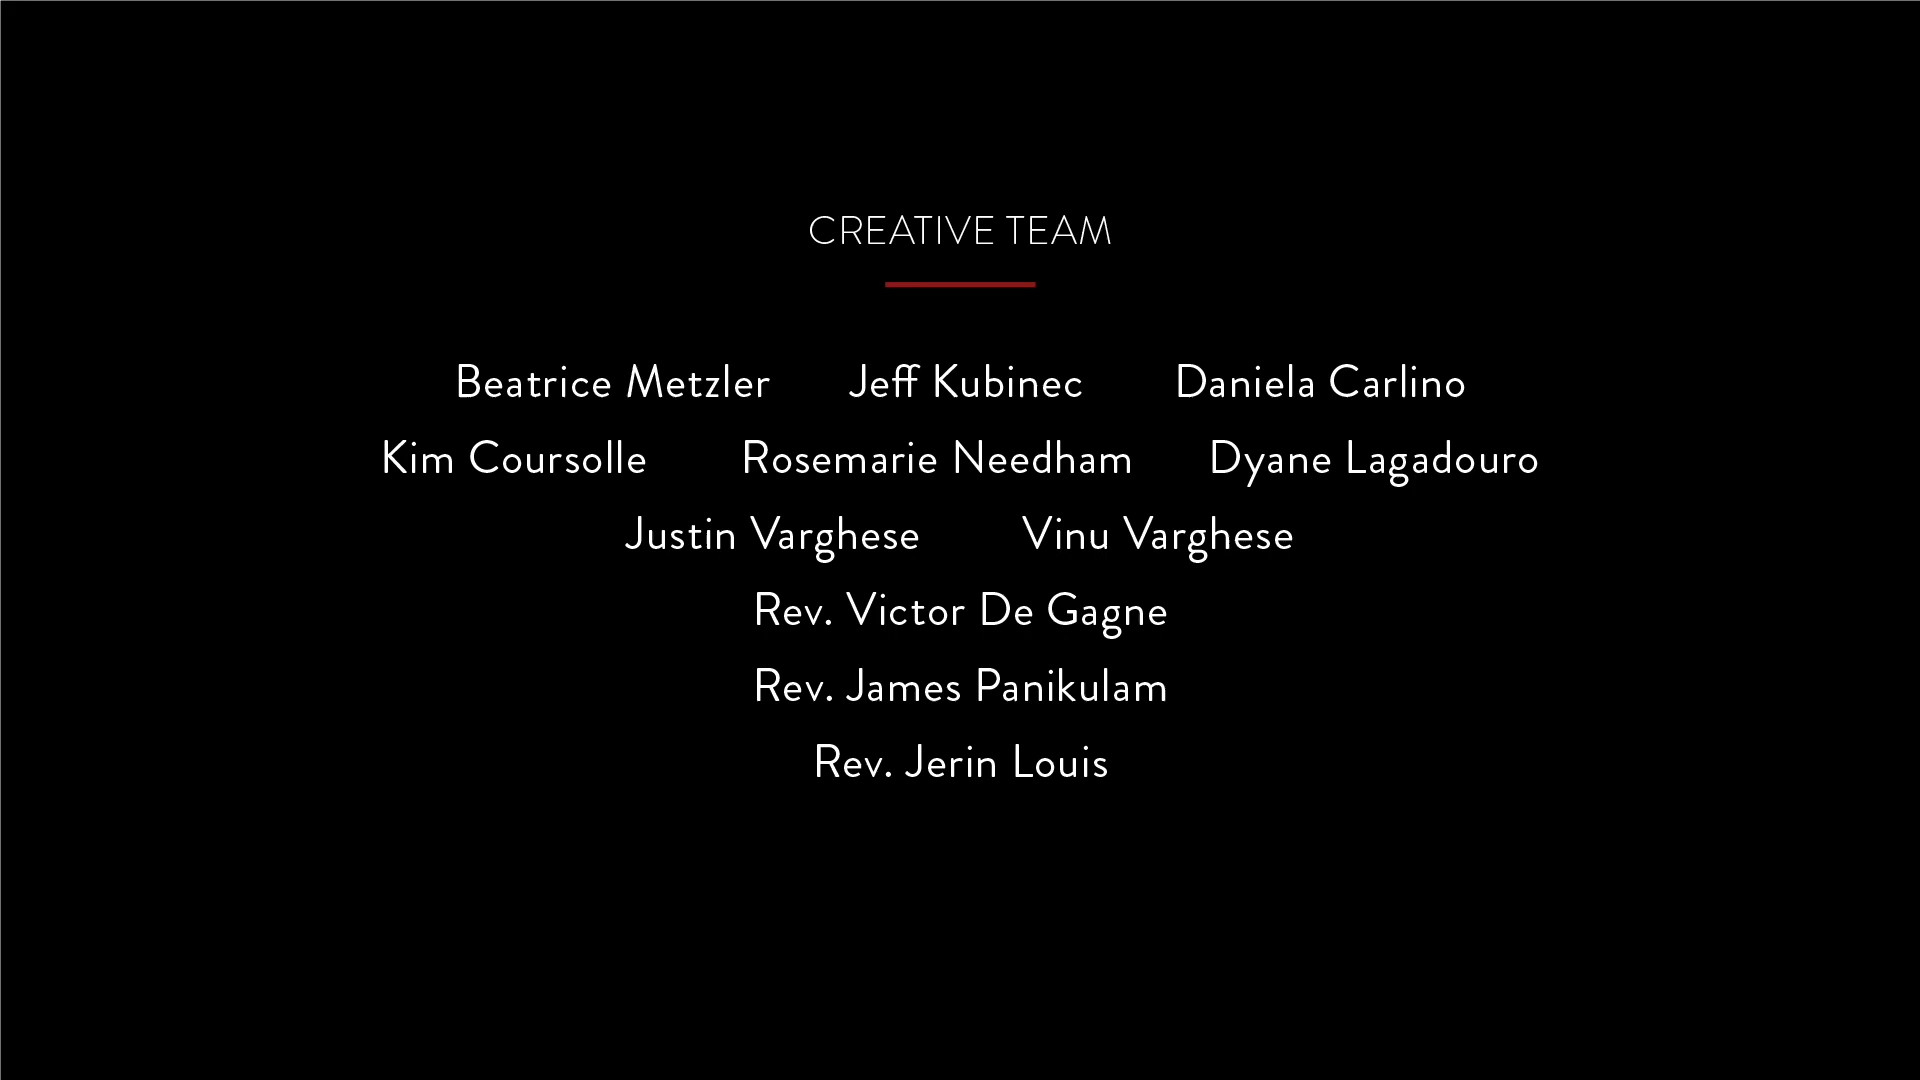 CREATIVE TEAM
Beatrice Metzler Jeff Kubinec Daniela Carlino
Kim Coursolle Rosemarie Needham Dyane Lagadouro
Justin Varghese Vinu Varghese
Rev. Victor De Gagne
Rev. James Panikulam
Rev. Jerin Louis